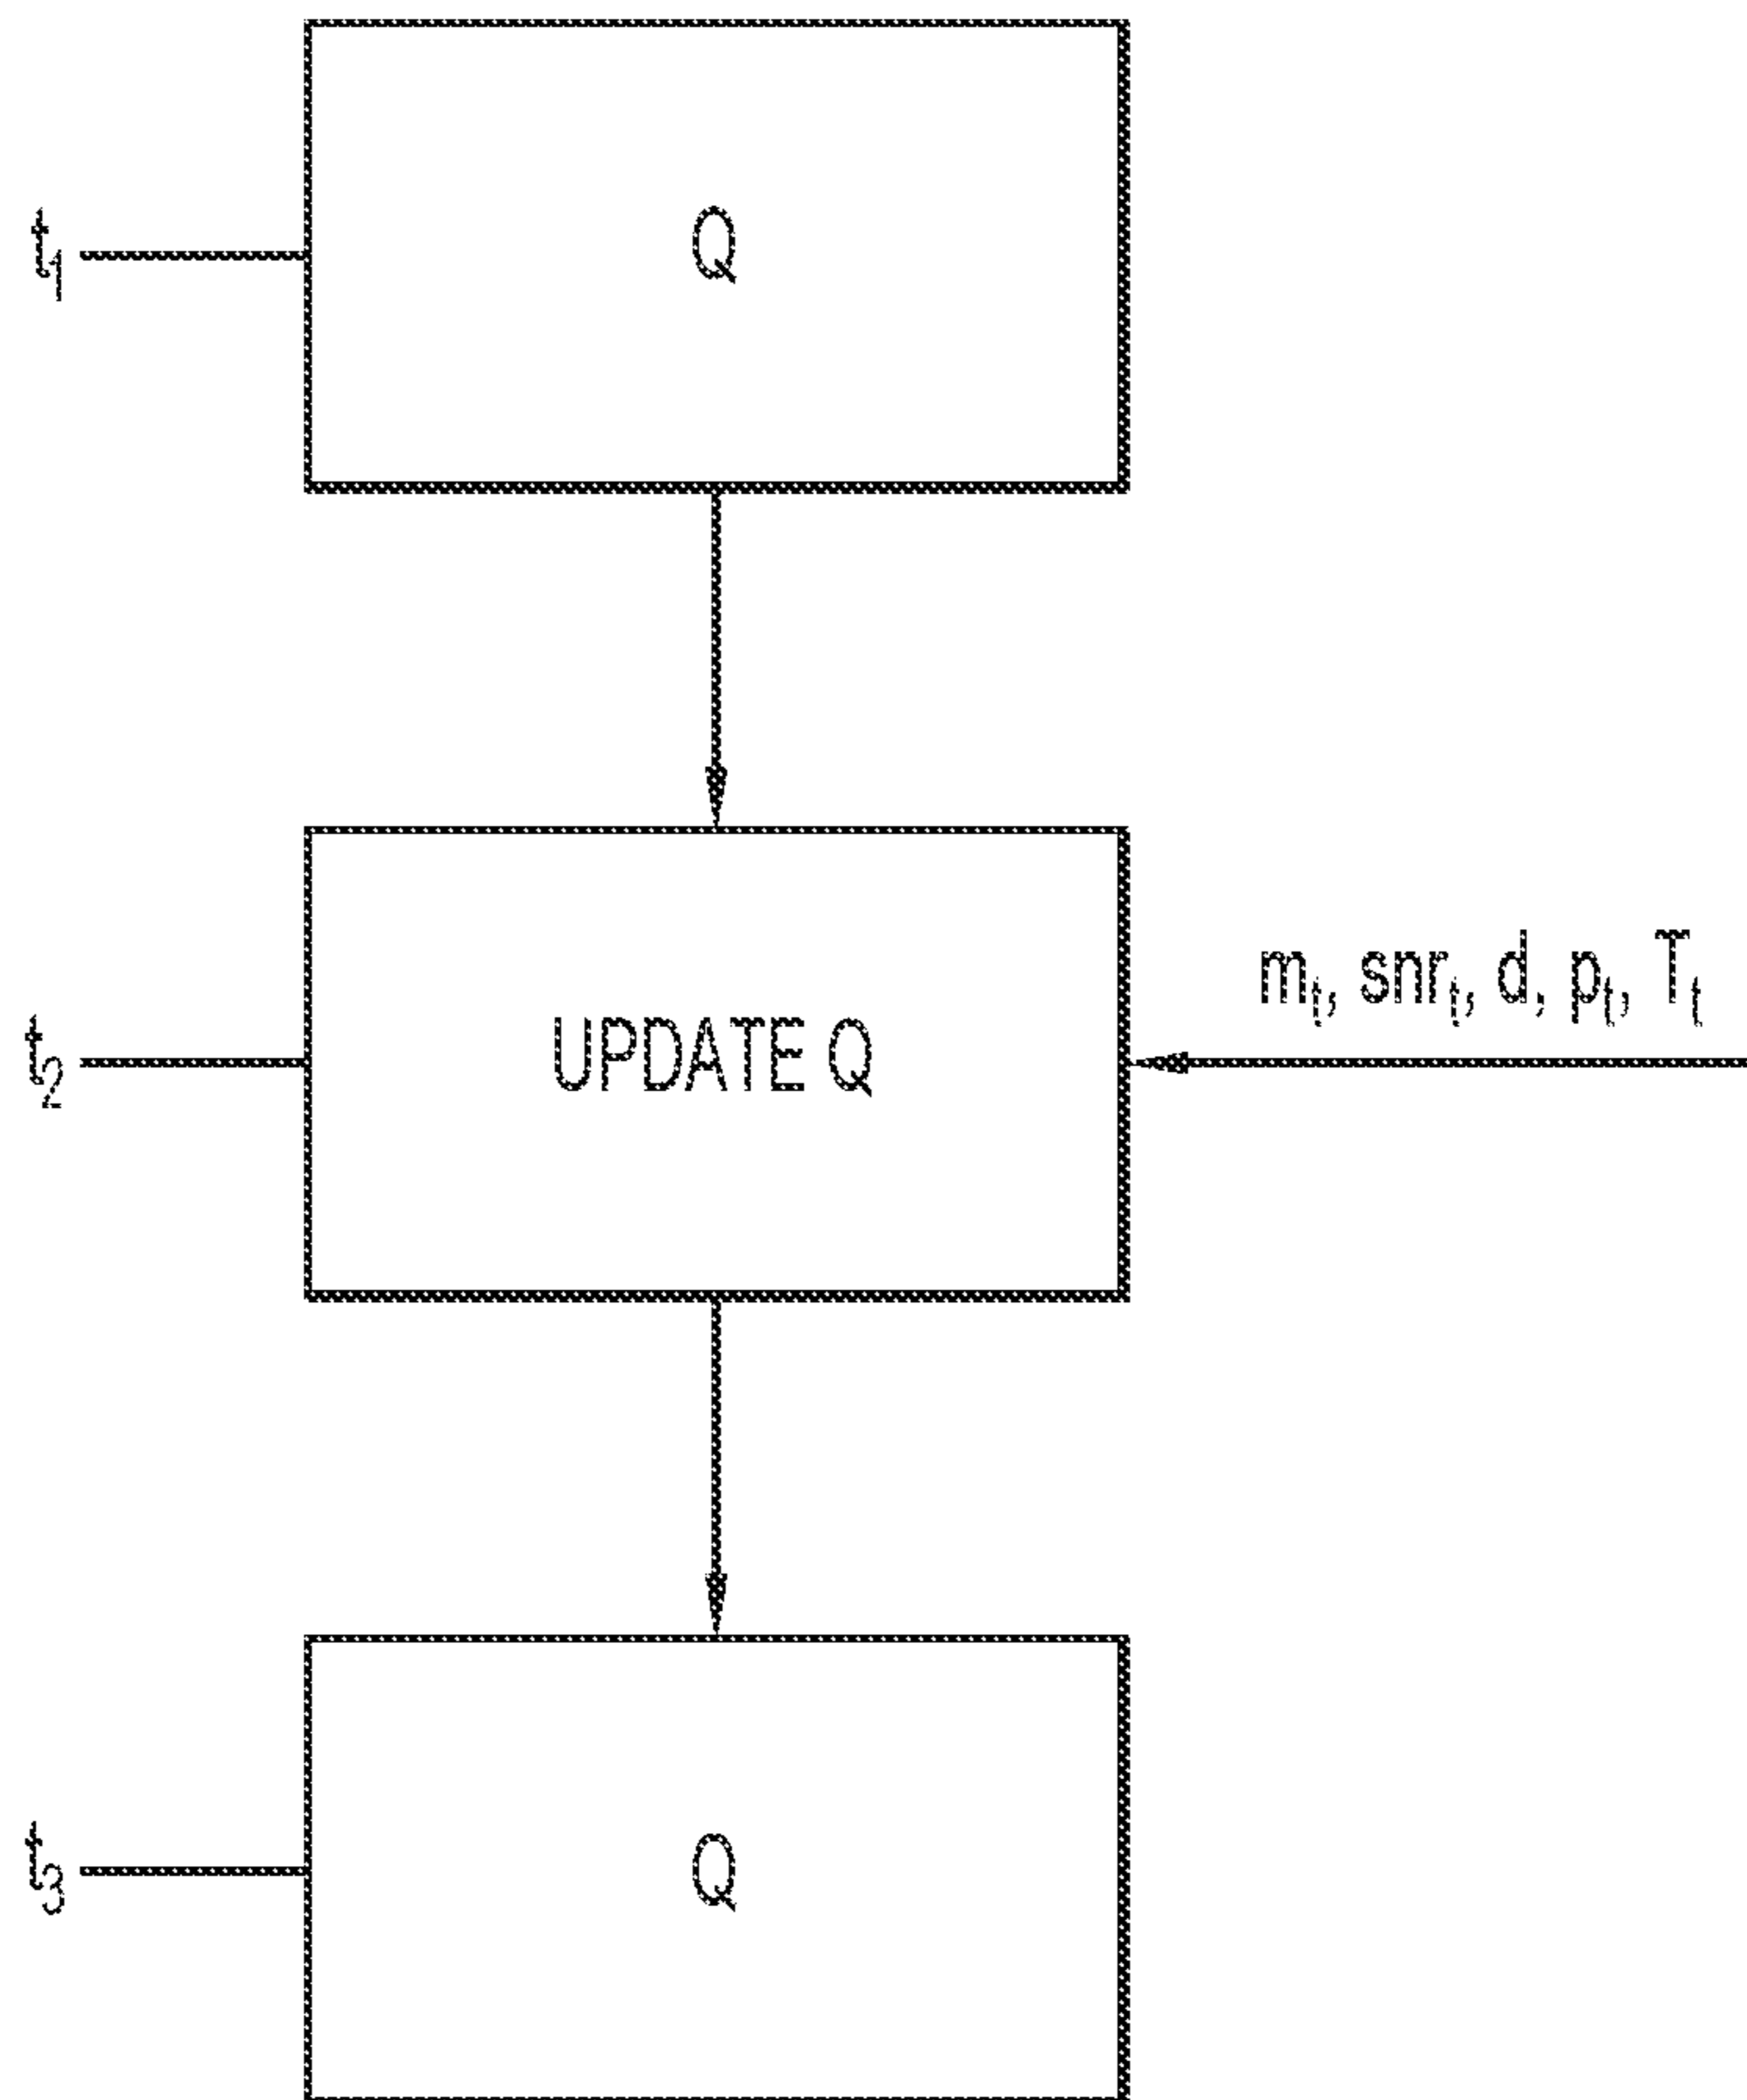 t₁
Q
mₜ, snrₜ, d, pₜ, Tₜ
t₂
UPDATE Q
t₃
Q